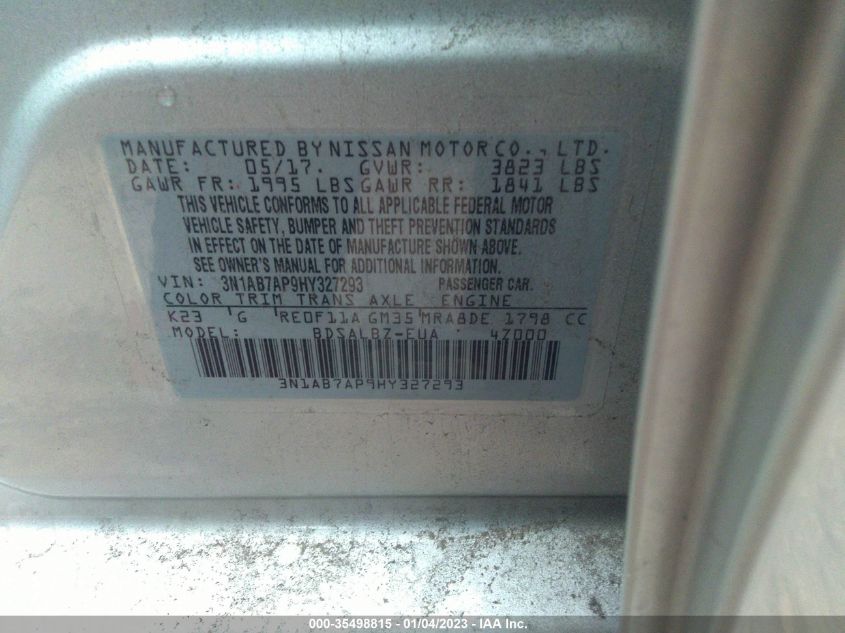 MANUFACTURED BY NISSAN MOTOR CO., LTD.
DATE: 05/17. GVWR: 3823 LBS
GAWR FR: 1995 LBS GAWR RR: 1841 LBS
THIS VEHICLE CONFORMS TO ALL APPLICABLE FEDERAL MOTOR
VEHICLE SAFETY, BUMPER AND THEFT PREVENTION STANDARDS
IN EFFECT ON THE DATE OF MANUFACTURE SHOWN ABOVE.
SEE OWNER'S MANUAL FOR ADDITIONAL INFORMATION.
VIN: 3N1AB7AP9HY327293 PASSENGER CAR.
COLOR TRIM TRANS AXLE ENGINE
K23 G RE0F11A GM35 MRA8DE 1798 CC
MODEL: BDSALBZ-EUA 4Z000
3N1AB7AP9HY327293
000-35498815 - 01/04/2023 - IAA Inc.